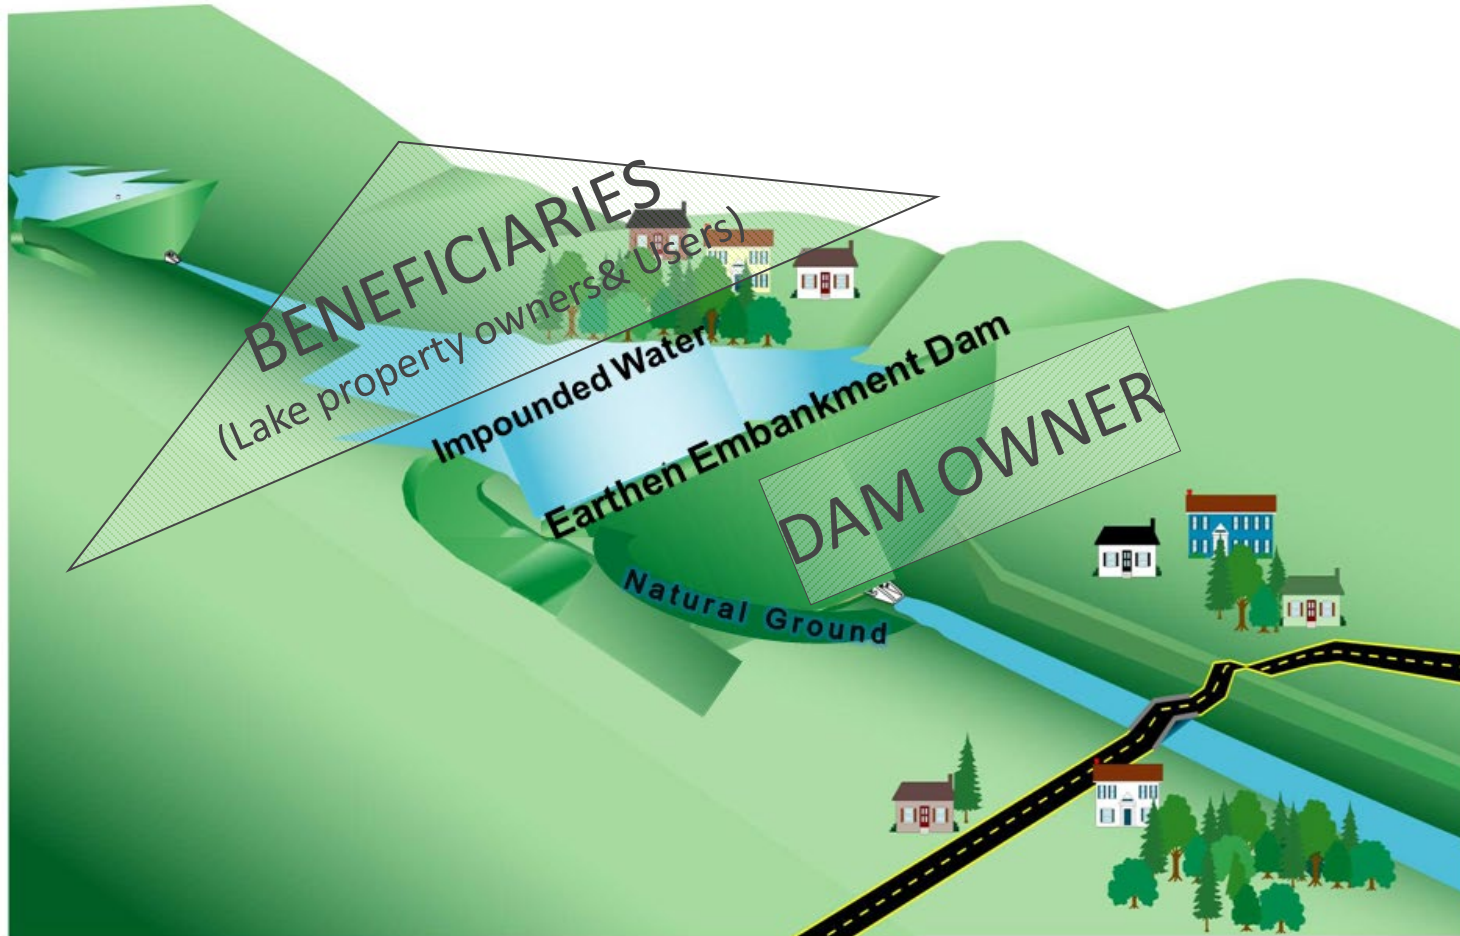 BENEFICIARIES
(Lake property owners& Users)
Impounded Water
Earthen Embankment Dam
DAM OWNER
Natural Ground